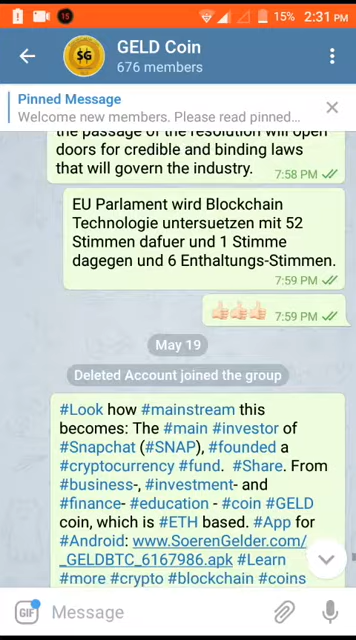 15
15%
2:31 PM
GELD Coin
676 members
Pinned Message
Welcome new members. Please read pinned...
the passage of the resolution will open
doors for credible and binding laws
that will govern the industry.
7:58 PM
EU Parlament wird Blockchain
Technologie untersuetzen mit 52
Stimmen dafuer und 1 Stimme
dagegen und 6 Enthaltungs-Stimmen.
7:59 PM
7:59 PM
May 19
Deleted Account joined the group
#Look how #mainstream this
becomes: The #main #investor of
#Snapchat (#SNAP), #founded a
#cryptocurrency #fund. #Share. From
#business-, #investment- and
#finance- #education - #coin #GELD
coin, which is #ETH based. #App for
#Android: www.SoerenGelder.com/
_GELDBTC_6167986.apk #Learn
#more #crypto #blockchain #coins
GIF
Message